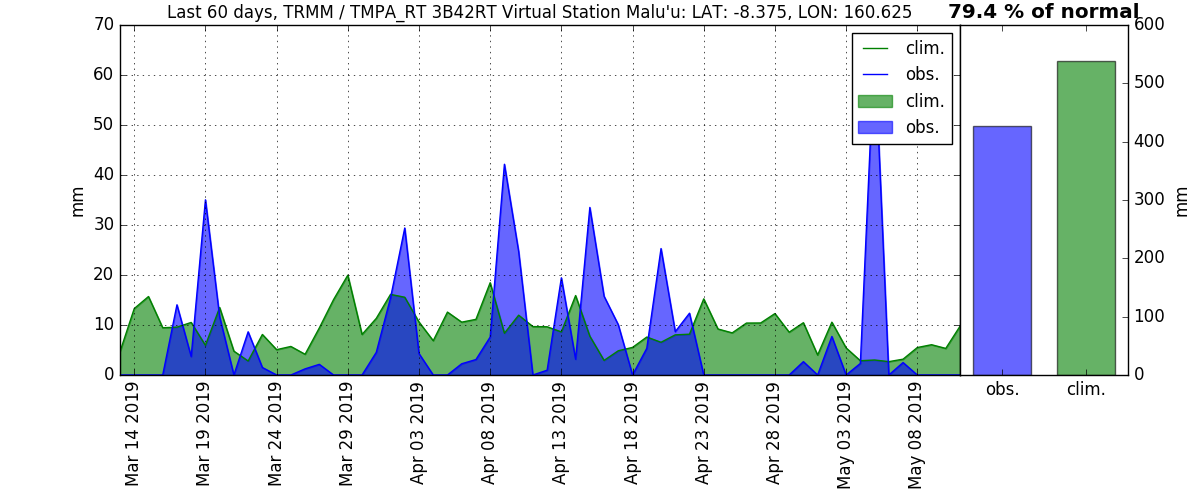 Last 60 days, TRMM / TMPA_RT 3B42RT Virtual Station Malu'u: LAT: -8.375, LON: 160.625
79.4 % of normal
70
60
50
40
30
20
10
0
mm
clim.
obs.
clim.
obs.
600
500
400
300
200
100
0
mm
obs.
clim.
Mar 14 2019
Mar 19 2019
Mar 24 2019
Mar 29 2019
Apr 03 2019
Apr 08 2019
Apr 13 2019
Apr 18 2019
Apr 23 2019
Apr 28 2019
May 03 2019
May 08 2019